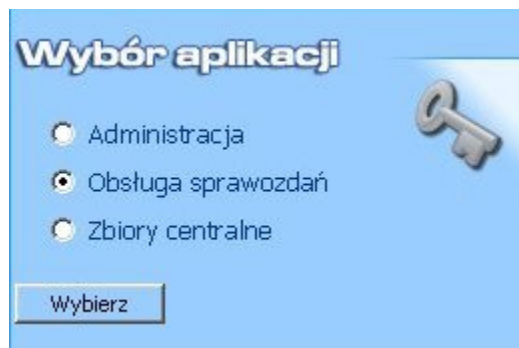 Wybór aplikacji
Administracja
Obsługa sprawozdań
Zbiory centralne
Wybierz